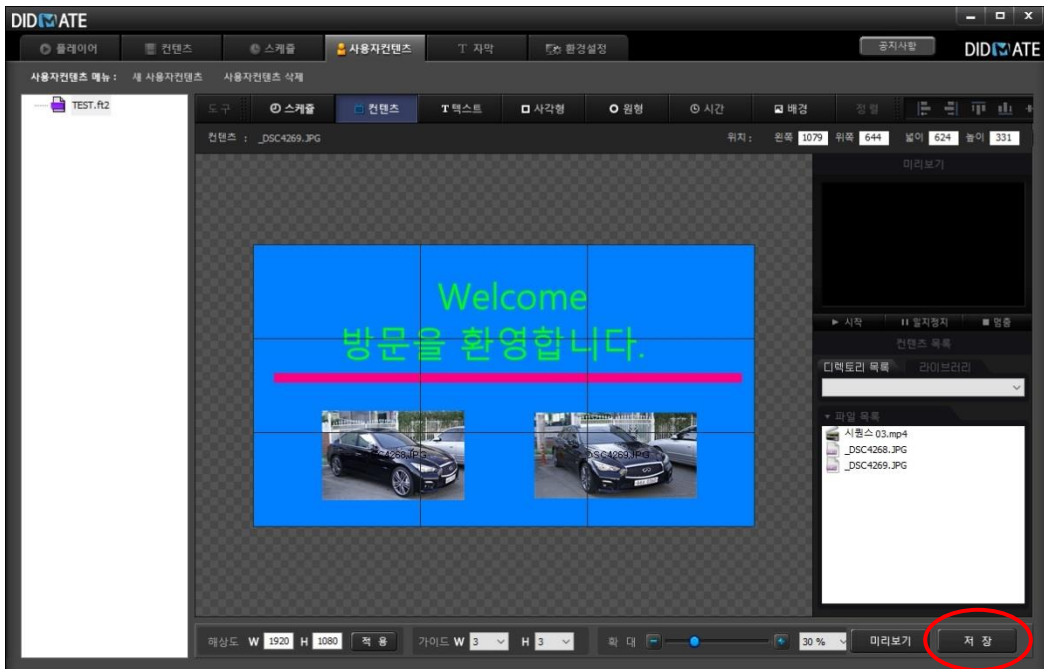 DIDMATE
플레이어 컨텐츠 스케줄 사용자컨텐츠 T 자막 환경설정 공지사항 DIDMATE
사용자컨텐츠 메뉴 : 새 사용자컨텐츠 사용자컨텐츠 삭제
TEST.ft2
도구 스케줄 컨텐츠 T 텍스트 사각형 원형 시간 배경 정렬
컨텐츠 : _DSC4269.JPG 위치 : 왼쪽 1079 위쪽 644 넓이 624 높이 331
미리보기
Welcome
방문을 환영합니다.
시작 일지정지 멈춤
컨텐츠 목록
디렉토리 목록 라이브러리
파일 목록
시퀀스 03.mp4
_DSC4268.JPG
_DSC4269.JPG
DSC4268.JPG DSC4269.JPG
해상도 W 1920 H 1080 적 용 가이드 W 3 H 3 확 대 30 % 미리보기 저 장